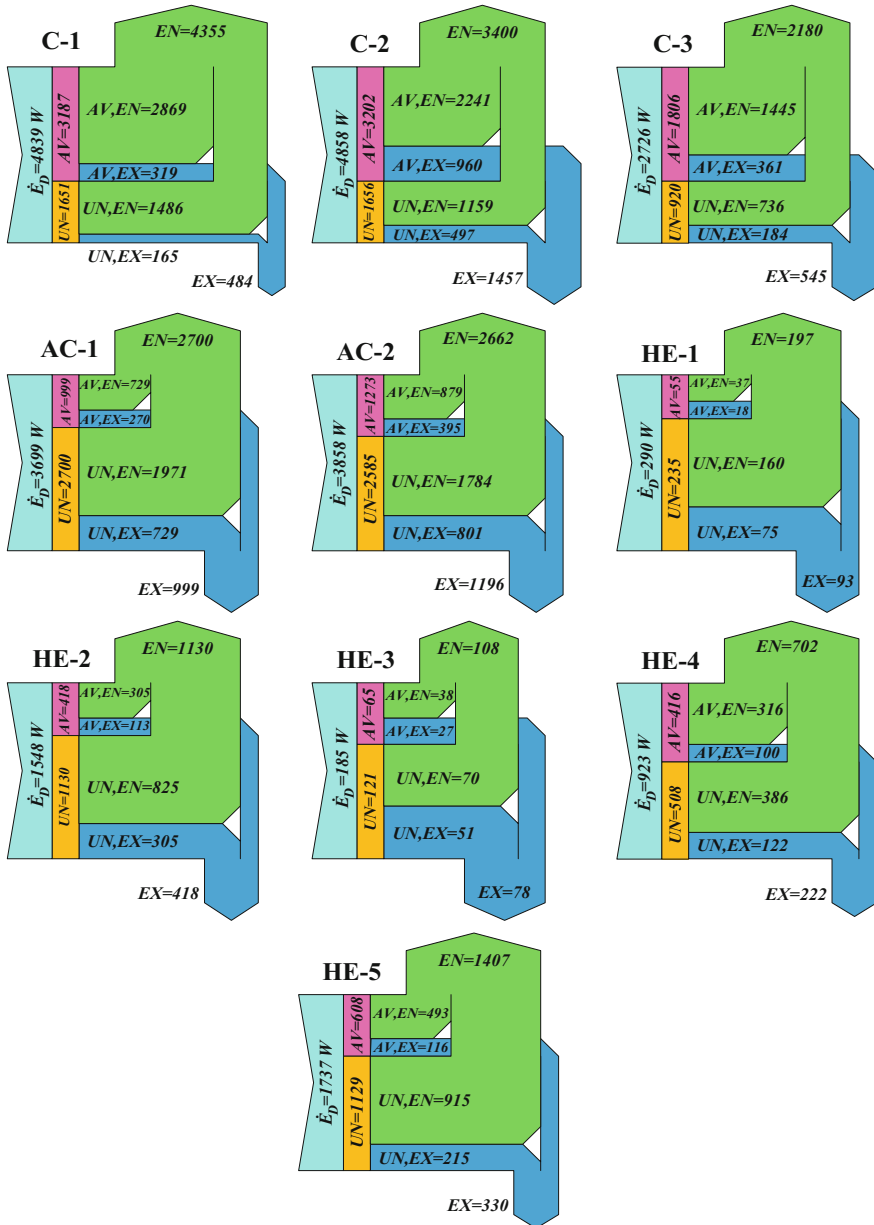 C-1
EN=4355
Ė_D=4839 W
AV=3187
UN=1651
AV,EN=2869
AV,EX=319
UN,EN=1486
UN,EX=165
EX=484
C-2
EN=3400
Ė_D=4858 W
AV=3202
UN=1656
AV,EN=2241
AV,EX=960
UN,EN=1159
UN,EX=497
EX=1457
C-3
EN=2180
Ė_D=2726 W
AV=1806
UN=920
AV,EN=1445
AV,EX=361
UN,EN=736
UN,EX=184
EX=545
AC-1
EN=2700
Ė_D=3699 W
AV=999
UN=2700
AV,EN=729
AV,EX=270
UN,EN=1971
UN,EX=729
EX=999
AC-2
EN=2662
Ė_D=3858 W
AV=1273
UN=2585
AV,EN=879
AV,EX=395
UN,EN=1784
UN,EX=801
EX=1196
HE-1
EN=197
Ė_D=290 W
AV=55
UN=235
AV,EN=37
AV,EX=18
UN,EN=160
UN,EX=75
EX=93
HE-2
EN=1130
Ė_D=1548 W
AV=418
UN=1130
AV,EN=305
AV,EX=113
UN,EN=825
UN,EX=305
EX=418
HE-3
EN=108
Ė_D=185 W
AV=65
UN=121
AV,EN=38
AV,EX=27
UN,EN=70
UN,EX=51
EX=78
HE-4
EN=702
Ė_D=923 W
AV=416
UN=508
AV,EN=316
AV,EX=100
UN,EN=386
UN,EX=122
EX=222
HE-5
EN=1407
Ė_D=1737 W
AV=608
UN=1129
AV,EN=493
AV,EX=116
UN,EN=915
UN,EX=215
EX=330